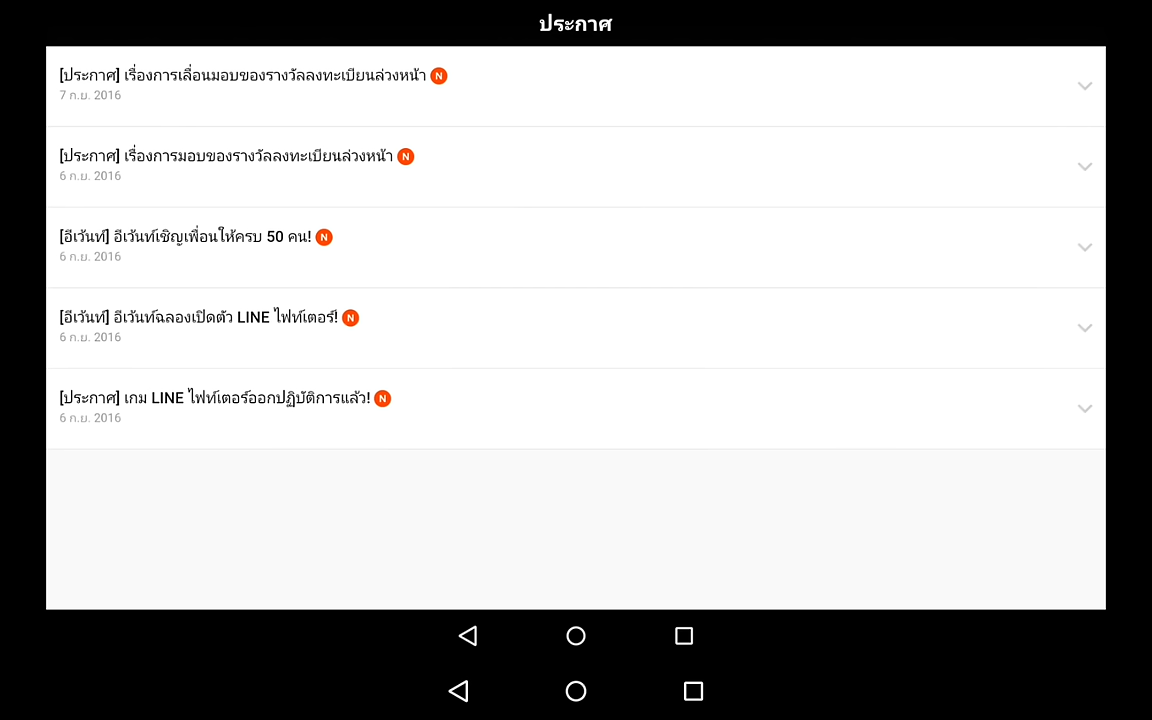 ประกาศ
[ประกาศ] เรื่องการเลื่อนมอบของรางวัลลงทะเบียนล่วงหน้า N
7 ก.ย. 2016
[ประกาศ] เรื่องการมอบของรางวัลลงทะเบียนล่วงหน้า N
6 ก.ย. 2016
[อีเว้นท์] อีเว้นท์เชิญเพื่อนให้ครบ 50 คน! N
6 ก.ย. 2016
[อีเว้นท์] อีเว้นท์ฉลองเปิดตัว LINE ไฟท์เตอร์! N
6 ก.ย. 2016
[ประกาศ] เกม LINE ไฟท์เตอร์ออกปฏิบัติการแล้ว! N
6 ก.ย. 2016